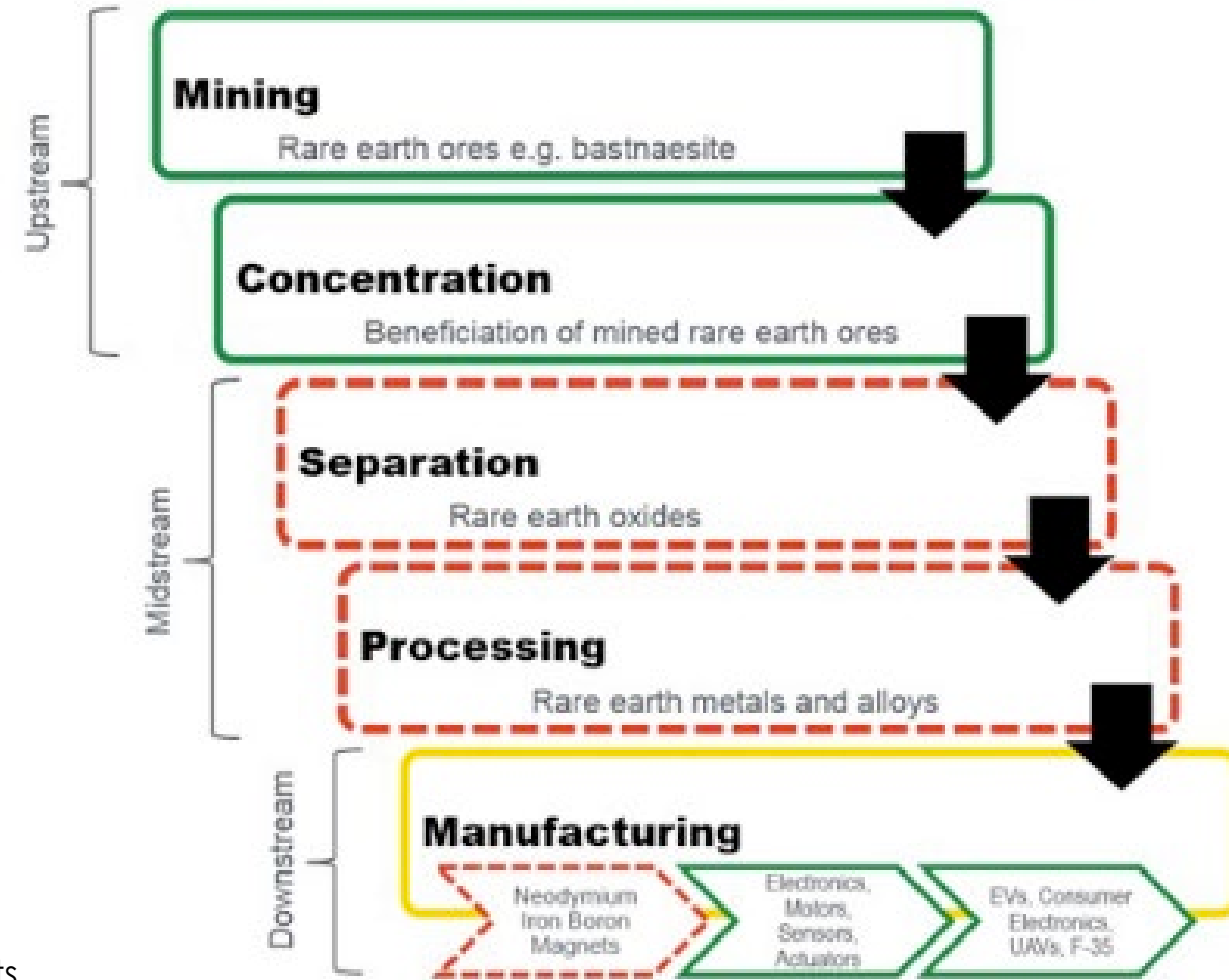 Upstream
Mining
Rare earth ores e.g. bastnaesite
Concentration
Beneficiation of mined rare earth ores
Midstream
Separation
Rare earth oxides
Processing
Rare earth metals and alloys
Downstream
Manufacturing
Neodymium
Iron Boron
Magnets
Electronics,
Motors,
Sensors,
Actuators
EVs, Consumer
Electronics,
UAVs, F-35